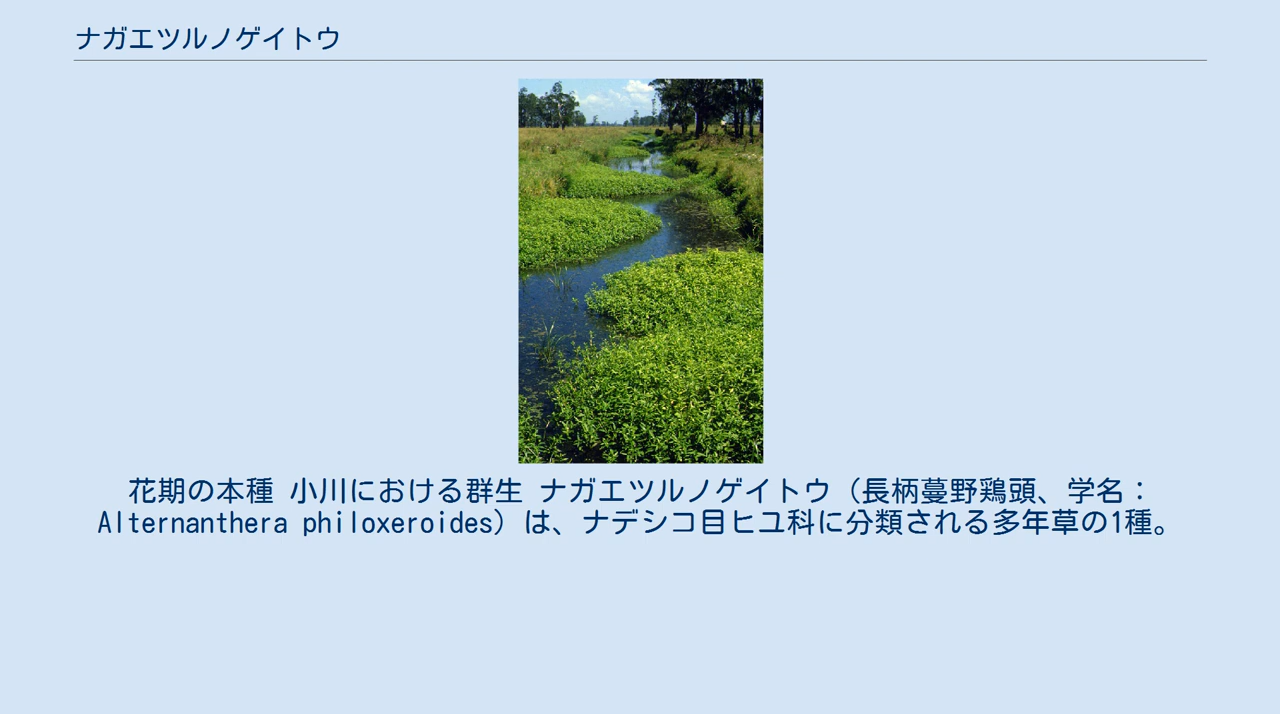 ナガエツルノゲイトウ
花期の本種 小川における群生 ナガエツルノゲイトウ（長柄蔓野鶏頭、学名：
Alternanthera philoxeroides）は、ナデシコ目ヒユ科に分類される多年草の1種。